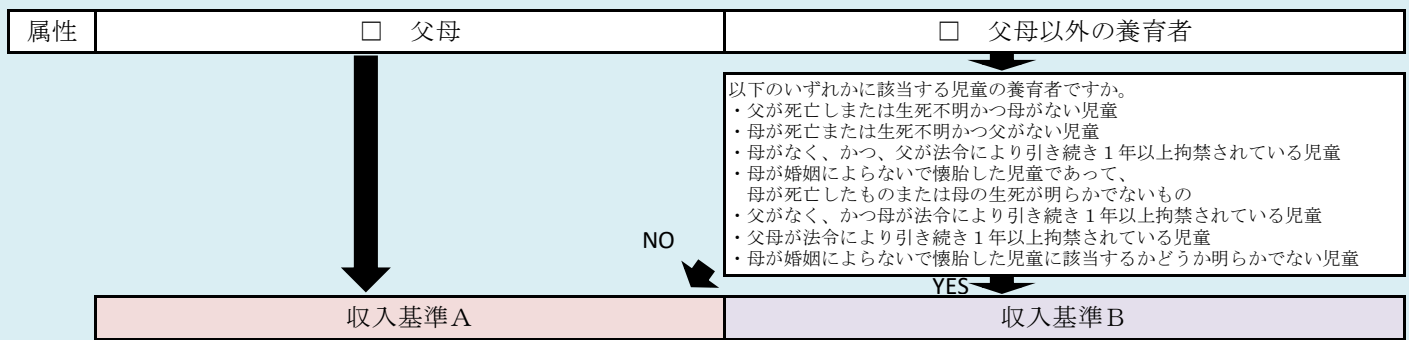 属性
□ 父母
□ 父母以外の養育者
以下のいずれかに該当する児童の養育者ですか。
・父が死亡しまたは生死不明かつ母がない児童
・母が死亡または生死不明かつ父がない児童
・母がなく、かつ、父が法令により引き続き１年以上拘禁されている児童
・母が婚姻によらないで懐胎した児童であって、
母が死亡したものまたは母の生死が明らかでないもの
・父がなく、かつ母が法令により引き続き１年以上拘禁されている児童
・父母が法令により引き続き１年以上拘禁されている児童
・母が婚姻によらないで懐胎した児童に該当するかどうか明らかでない児童
NO
YES
収入基準Ａ
収入基準Ｂ